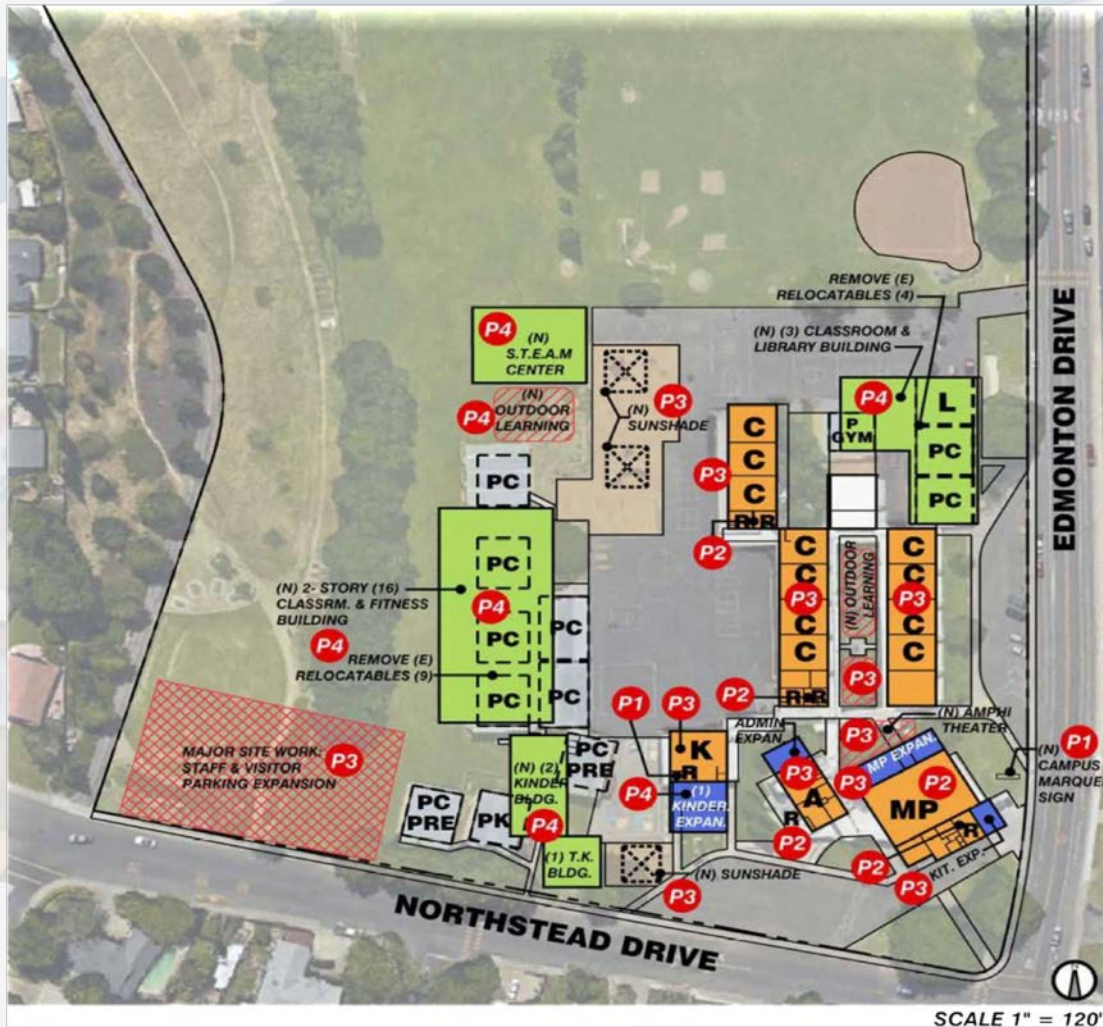 REMOVE (E)
RELOCATABLES (4)
(N) (3) CLASSROOM &
LIBRARY BUILDING
EDMONTON DRIVE
P4
(N)
S.T.E.A.M
CENTER
P4
(N)
OUTDOOR
LEARNING
P3
(N)
SUNSHADE
P4
L
P
GYM
PC
PC
C
C
C
P3
R R
P2
PC
PC
PC
PC
PC
PC
(N) 2- STORY (16)
CLASSRM. & FITNESS
BUILDING
P4
P4
REMOVE (E)
RELOCATABLES (9)
C
C
C
C
P3
R R
P2
(N) OUTDOOR
LEARNING
P3
C
C
C
C
P3
MAJOR SITE WORK:
STAFF & VISITOR
PARKING EXPANSION
P3
P1
P3
K
R
P4
(1)
KINDER.
EXPAN.
ADMIN
EXPAN
P3
A
R
P2
P3
(N) AMPHI
THEATER
P3
MP EXPAN.
P2
MP
R
P2
KIT. EXP.
P3
P1
(N)
CAMPUS
MARQUEE
SIGN
PC
PRE
PC
PRE
PK
(N) (2)
KINDER
BLDG.
P4
(1) T.K.
BLDG.
(N) SUNSHADE
P3
NORTHSTEAD DRIVE
SCALE 1" = 120'